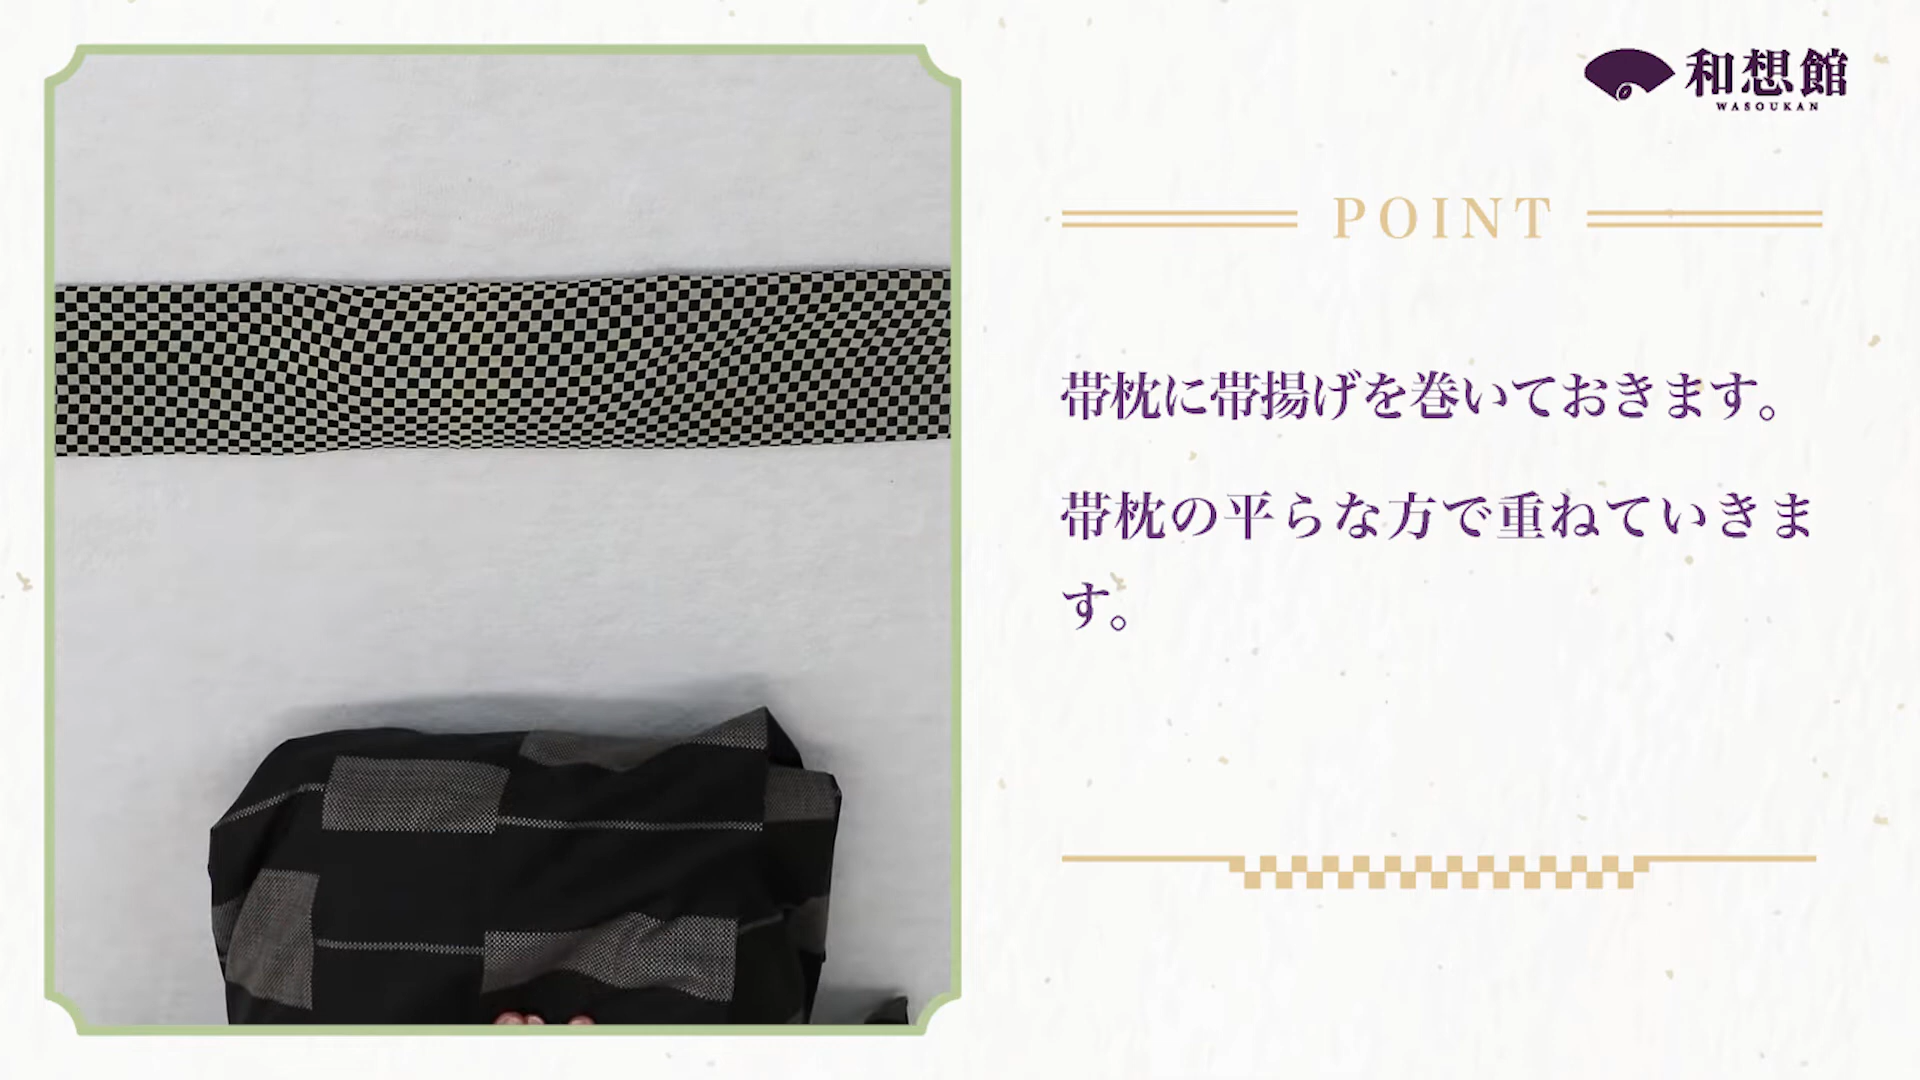 和想館
WASOUKAN
POINT
帯枕に帯揚げを巻いておきます。
帯枕の平らな方で重ねていきま
す。